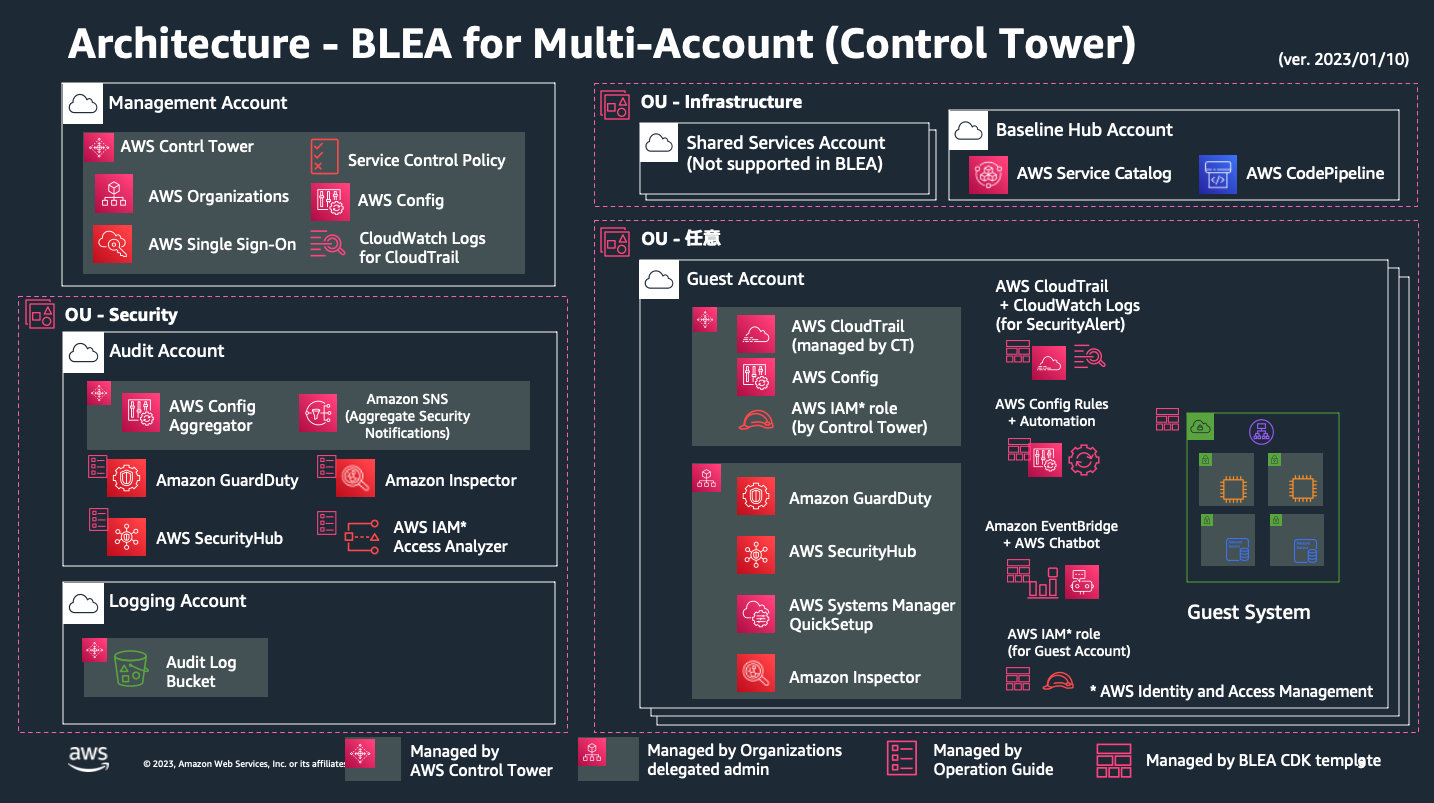 Architecture - BLEA for Multi-Account (Control Tower)
(ver. 2023/01/10)
Management Account
AWS Contrl Tower
Service Control Policy
AWS Organizations
AWS Config
AWS Single Sign-On
CloudWatch Logs
for CloudTrail
OU - Security
Audit Account
AWS Config
Aggregator
Amazon SNS
(Aggregate Security
Notifications)
Amazon GuardDuty
Amazon Inspector
AWS SecurityHub
AWS IAM*
Access Analyzer
Logging Account
Audit Log
Bucket
OU - Infrastructure
Shared Services Account
(Not supported in BLEA)
Baseline Hub Account
AWS Service Catalog
AWS CodePipeline
OU - 任意
Guest Account
AWS CloudTrail
(managed by CT)
AWS Config
AWS IAM* role
(by Control Tower)
Amazon GuardDuty
AWS SecurityHub
AWS Systems Manager
QuickSetup
Amazon Inspector
AWS CloudTrail
+ CloudWatch Logs
(for SecurityAlert)
AWS Config Rules
+ Automation
Amazon EventBridge
+ AWS Chatbot
AWS IAM* role
(for Guest Account)
Guest System
* AWS Identity and Access Management
aws
© 2023, Amazon Web Services, Inc. or its affiliates
Managed by
AWS Control Tower
Managed by Organizations
delegated admin
Managed by
Operation Guide
Managed by BLEA CDK template